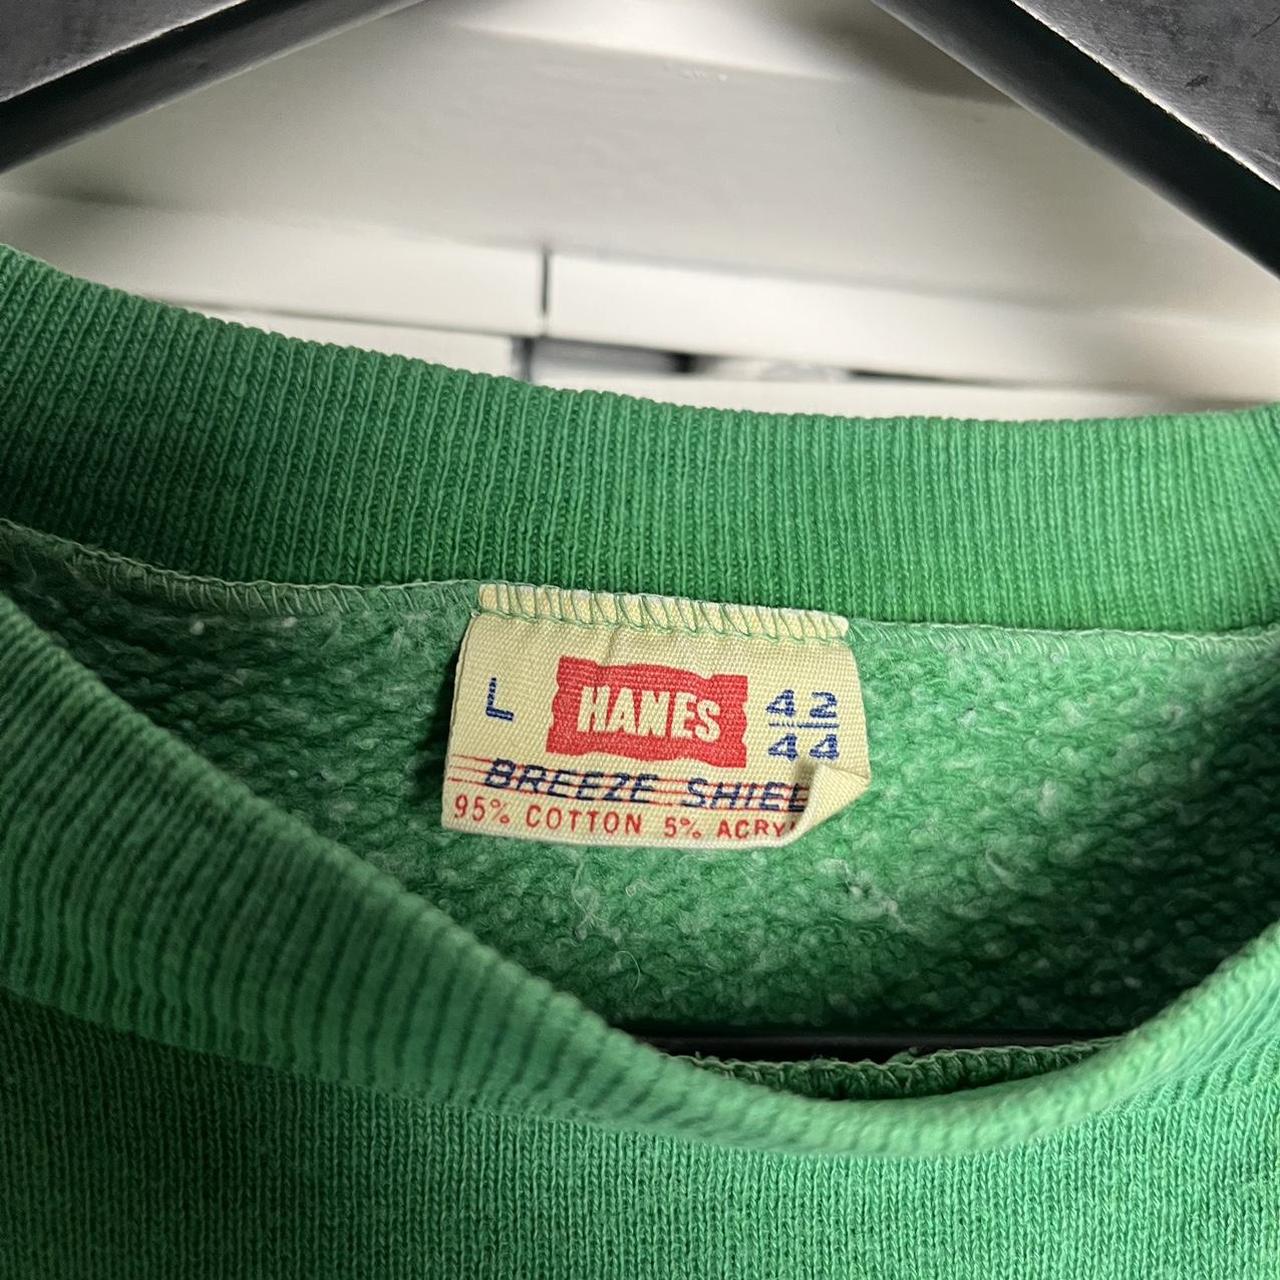 L HANES 42
44
BREEZE SHIEL
95% COTTON 5% ACRY